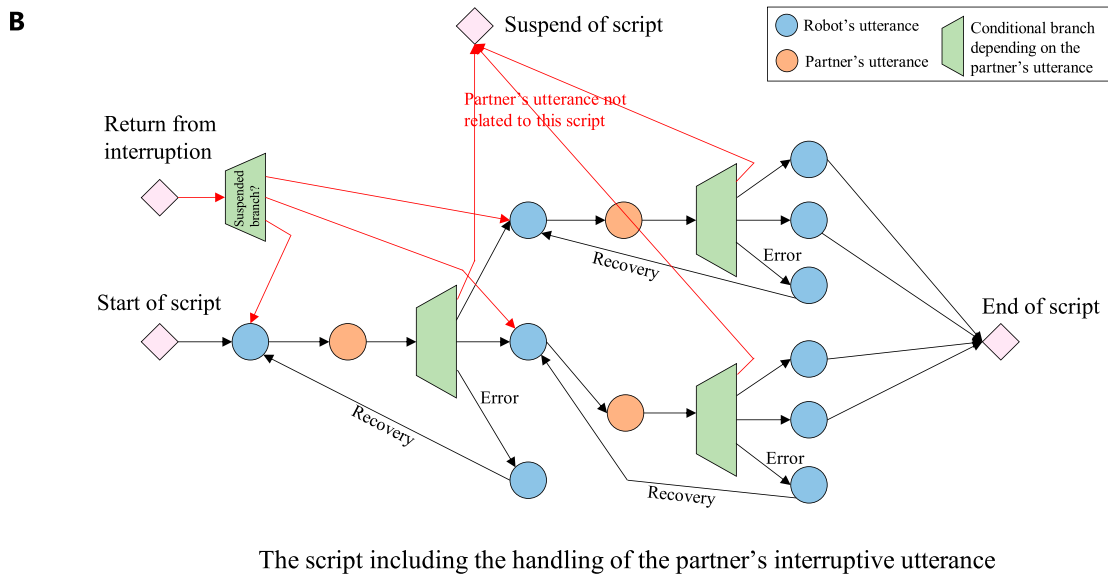 B
Suspend of script
Robot's utterance
Partner's utterance
Conditional branch
depending on the
partner's utterance
Partner's utterance not
related to this script
Return from
interruption
Suspended
branch?
Recovery
Error
Start of script
End of script
Error
Recovery
Error
Recovery
The script including the handling of the partner's interruptive utterance